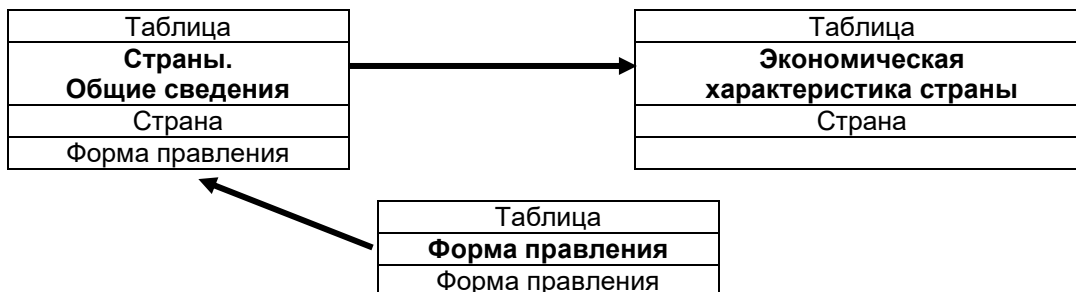 Таблица
Страны.
Общие сведения
Страна
Форма правления
Таблица
Экономическая
характеристика страны
Страна
Таблица
Форма правления
Форма правления